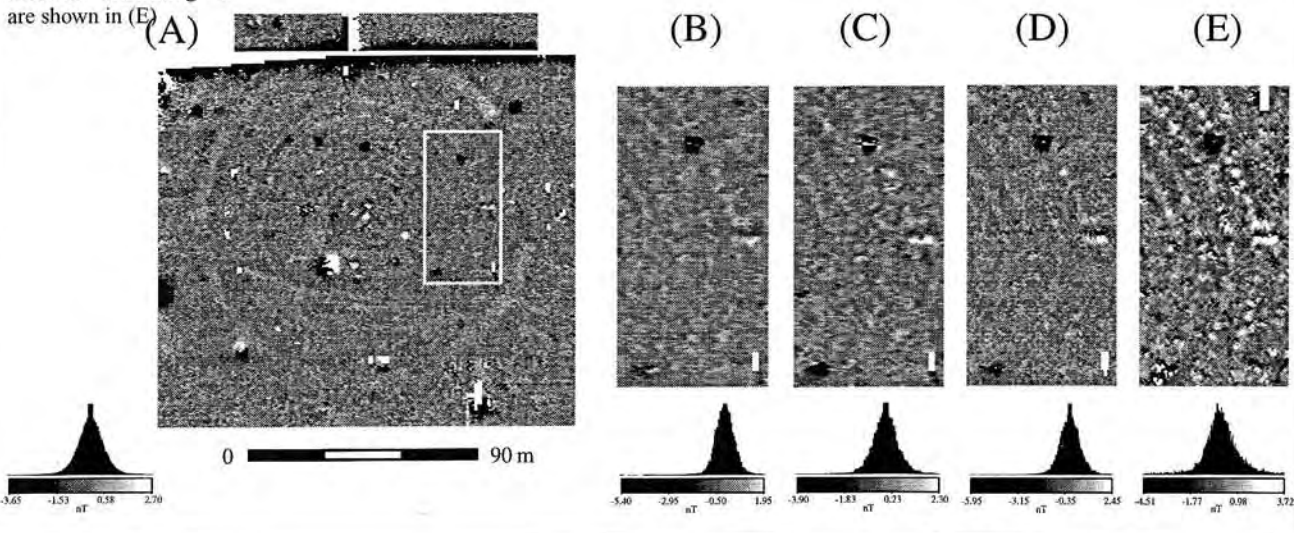 are shown in (E)
(A) (B) (C) (D) (E)
0 90 m
-3.65 -1.53 0.58 2.70
nT
-5.40 -2.95 -0.50 1.95
nT
-3.90 -1.83 0.23 2.30
nT
-5.95 -3.15 -0.35 2.45
nT
-4.51 -1.77 0.98 3.72
nT